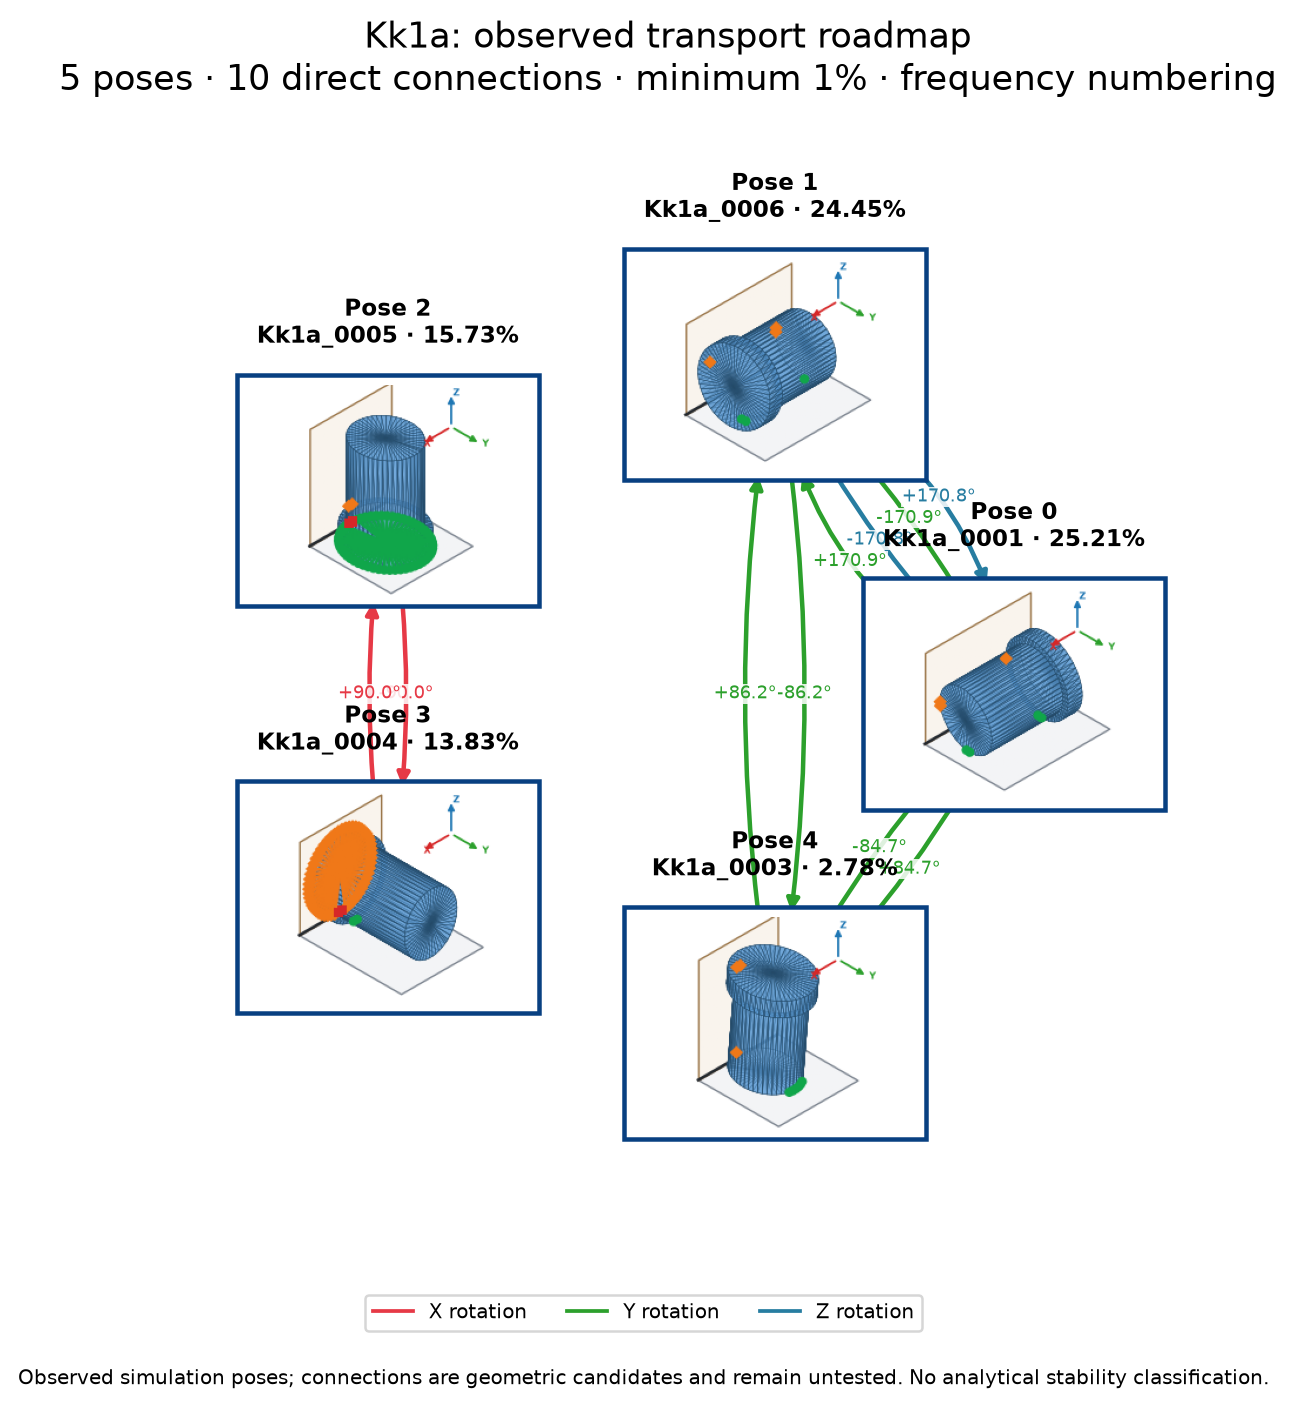 Kk1a: observed transport roadmap
5 poses · 10 direct connections · minimum 1% · frequency numbering
Pose 1
Kk1a_0006 · 24.45%
Z
X
Y
Pose 2
Kk1a_0005 · 15.73%
Z
X
Y
+170.8°
-170.9°
+170.9°
Pose 0
Kk1a_0001 · 25.21%
Z
X
Y
+90.0°
+86.2°
-86.2°
Pose 3
Kk1a_0004 · 13.83%
Z
X
Y
-84.7°
84.7°
Pose 4
Kk1a_0003 · 2.78%
Z
X
Y
X rotation
Y rotation
Z rotation
Observed simulation poses; connections are geometric candidates and remain untested. No analytical stability classification.